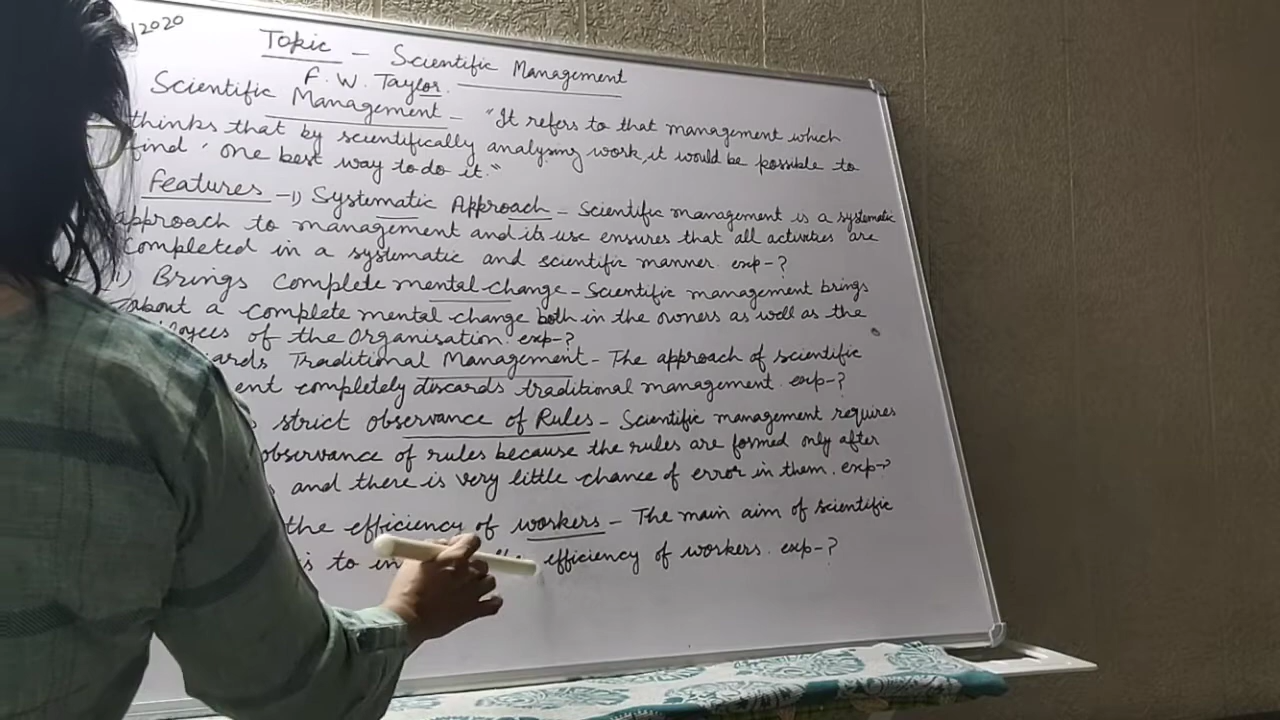 2020
Topic - Scientific Management
F. W. Taylor.
Scientific Management - "It refers to that management which
thinks that by scientifically analysing work, it would be possible to
find 'one best way to do it."
Features - 1) Systematic Approach - Scientific management is a systematic
approach to management and its use ensures that all activities are
completed in a systematic and scientific manner. exp-?
Brings Complete mental change - Scientific management brings
about a complete mental change both in the owners as well as the
of the Organisation. exp-?
Traditional Management - The approach of scientific
completely discards traditional management. exp-?
strict observance of Rules - Scientific management requires
observance of rules because the rules are formed only after
and there is very little chance of error in them. exp-?
the efficiency of workers - The main aim of scientific
is to efficiency of workers. exp-?